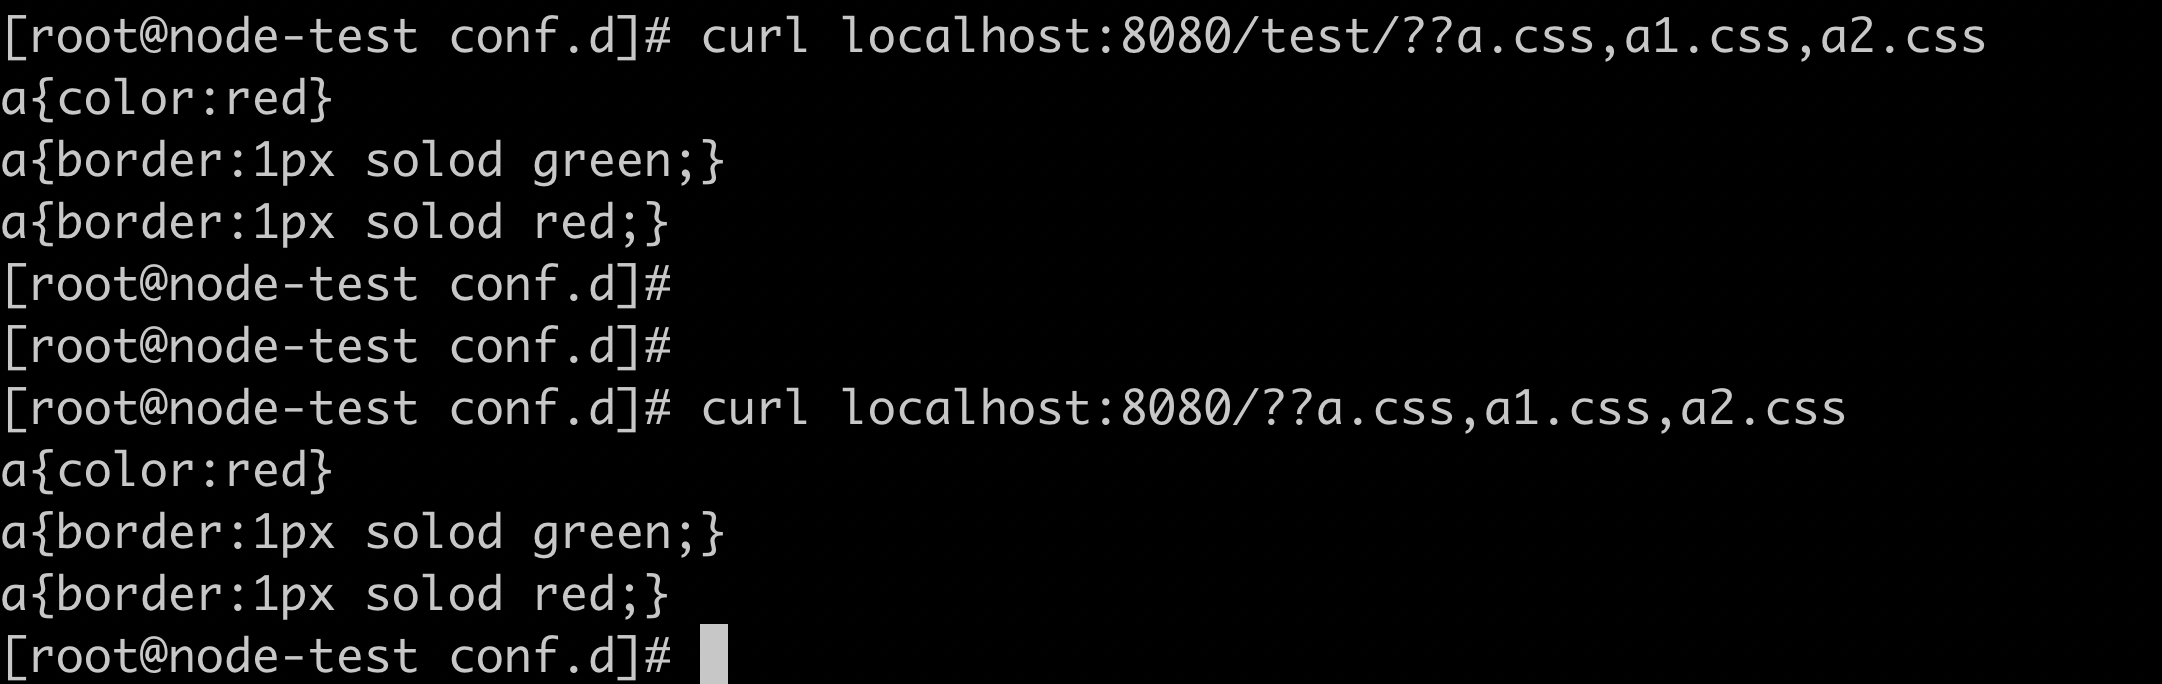 [root@node-test conf.d]# curl localhost:8080/test/??a.css,a1.css,a2.css
a{color:red}
a{border:1px solod green;}
a{border:1px solod red;}
[root@node-test conf.d]#
[root@node-test conf.d]#
[root@node-test conf.d]# curl localhost:8080/??a.css,a1.css,a2.css
a{color:red}
a{border:1px solod green;}
a{border:1px solod red;}
[root@node-test conf.d]#